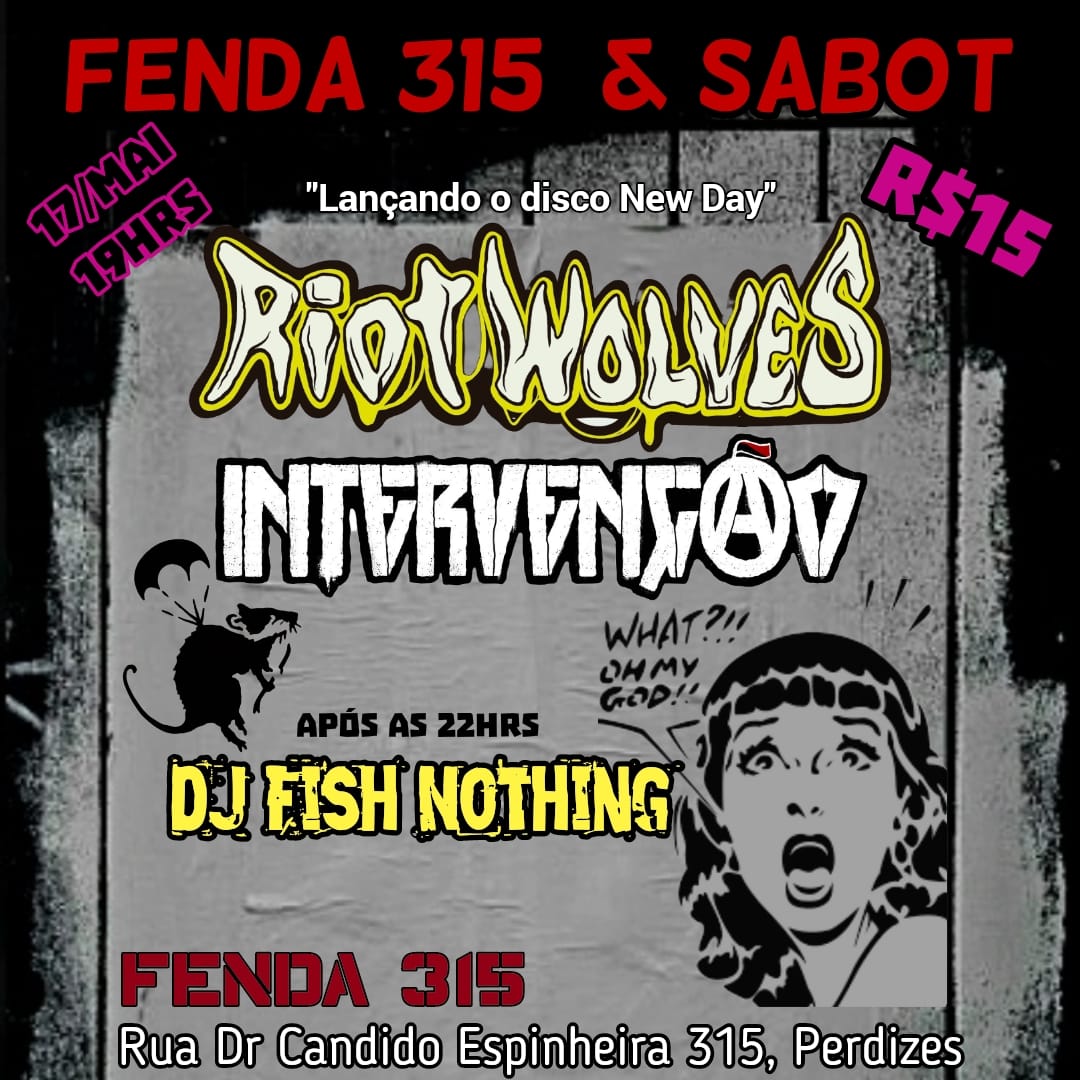 FENDA 315 & SABOT
17/MAI
19HRS
R$15
"Lançando o disco New Day"
RIOT WOLVES
INTERVENÇÃO
WHAT?!!
OH MY
GOD!!
APÓS AS 22HRS
DJ FISH NOTHING
FENDA 315
Rua Dr Candido Espinheira 315, Perdizes